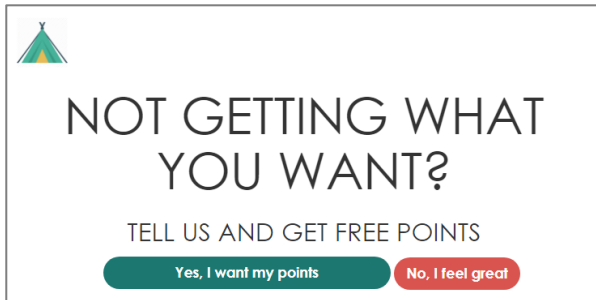 NOT GETTING WHAT
YOU WANT?
TELL US AND GET FREE POINTS
Yes, I want my points
No, I feel great